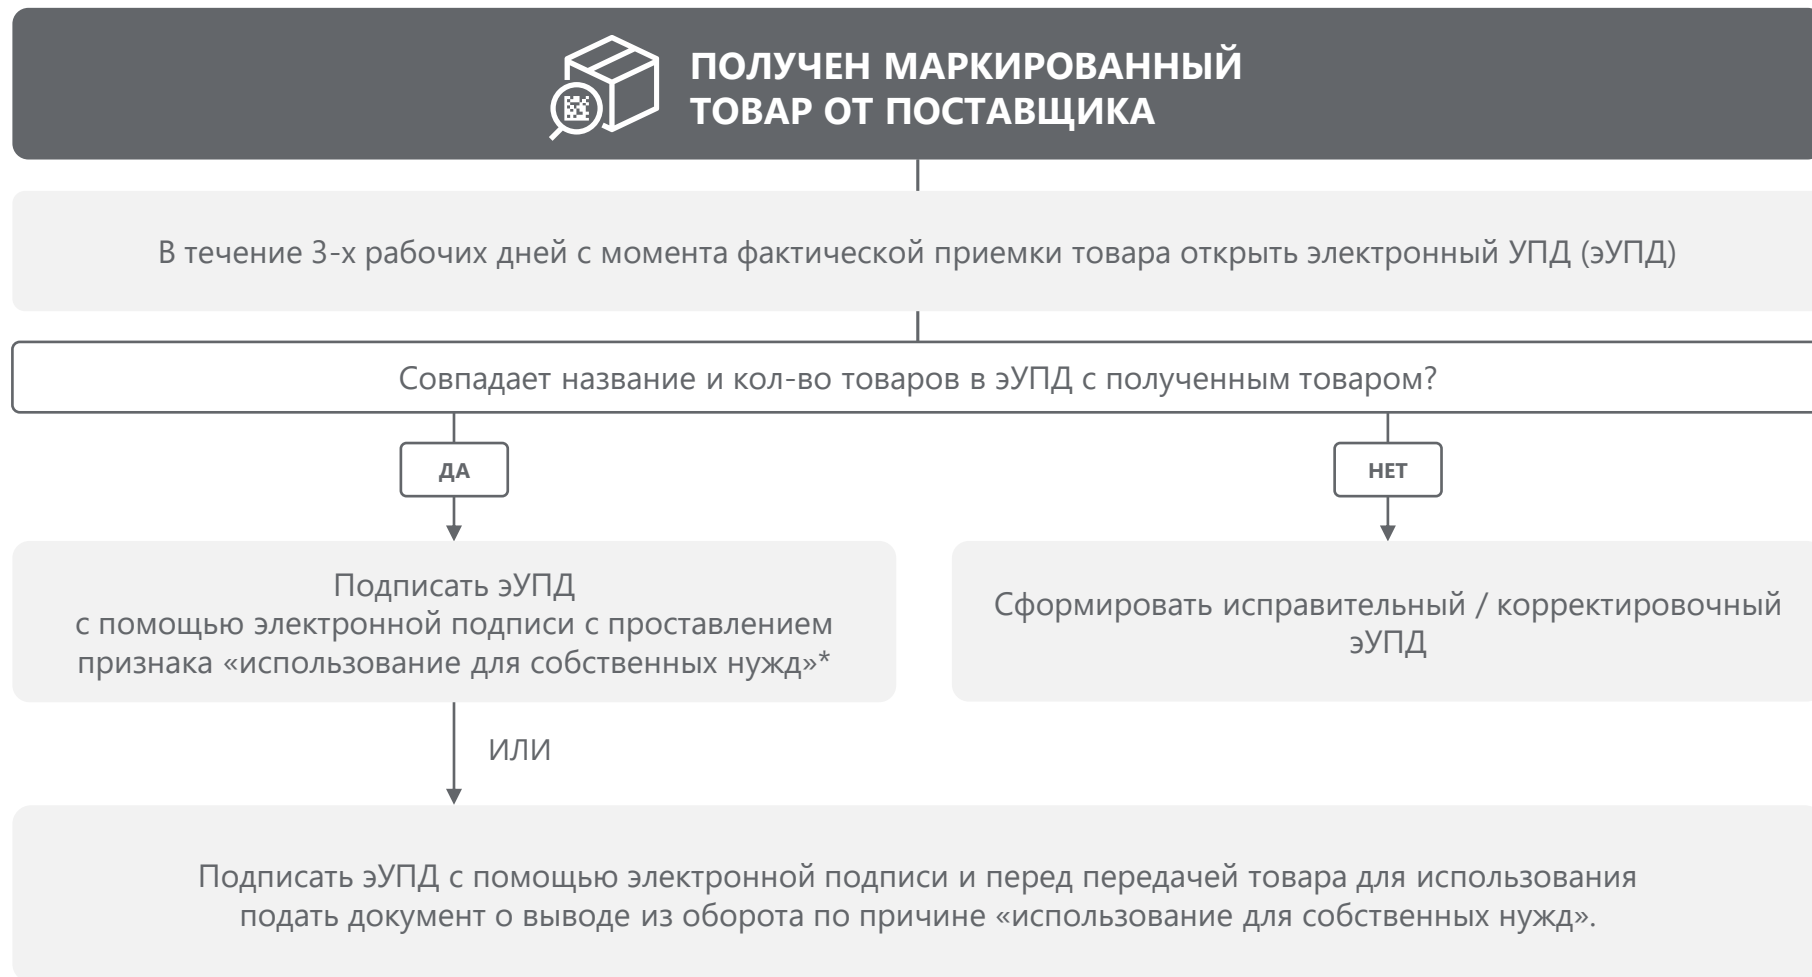 ПОЛУЧЕН МАРКИРОВАННЫЙ
ТОВАР ОТ ПОСТАВЩИКА
В течение 3-х рабочих дней с момента фактической приемки товара открыть электронный УПД (эУПД)
Совпадает название и кол-во товаров в эУПД с полученным товаром?
ДА
НЕТ
Подписать эУПД
с помощью электронной подписи с проставлением
признака «использование для собственных нужд»*
Сформировать исправительный / корректировочный
эУПД
ИЛИ
Подписать эУПД с помощью электронной подписи и перед передачей товара для использования
подать документ о выводе из оборота по причине «использование для собственных нужд».